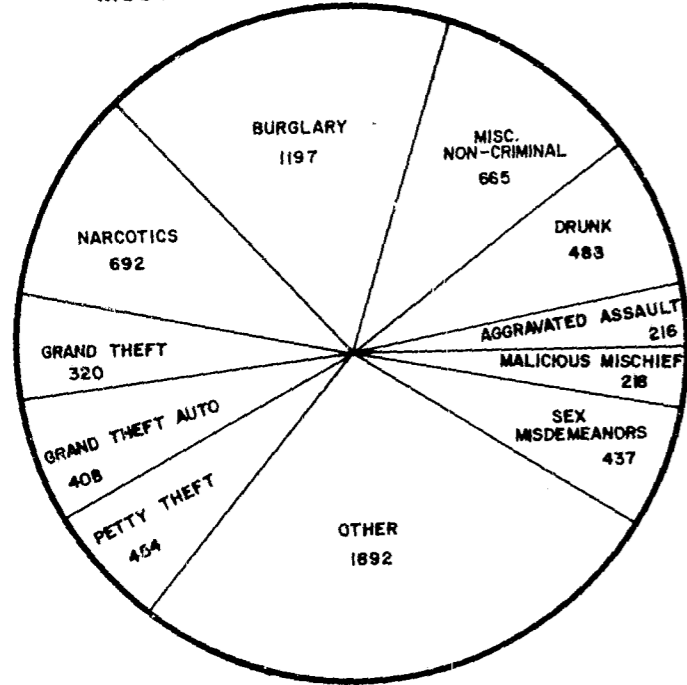 BURGLARY
1197
MISC.
NON-CRIMINAL
665
DRUNK
483
AGGRAVATED ASSAULT
216
MALICIOUS MISCHIEF
218
SEX
MISDEMEANORS
437
OTHER
1892
PETTY THEFT
454
GRAND THEFT AUTO
408
GRAND THEFT
320
NARCOTICS
692